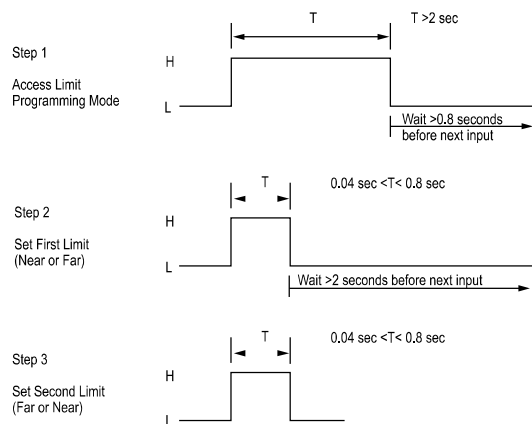 T
T >2 sec
Step 1
H
Access Limit
Programming Mode
L
Wait >0.8 seconds
before next input
T
0.04 sec <T< 0.8 sec
Step 2
H
Set First Limit
(Near or Far)
L
Wait >2 seconds before next input
T
0.04 sec <T< 0.8 sec
Step 3
H
Set Second Limit
(Far or Near)
L